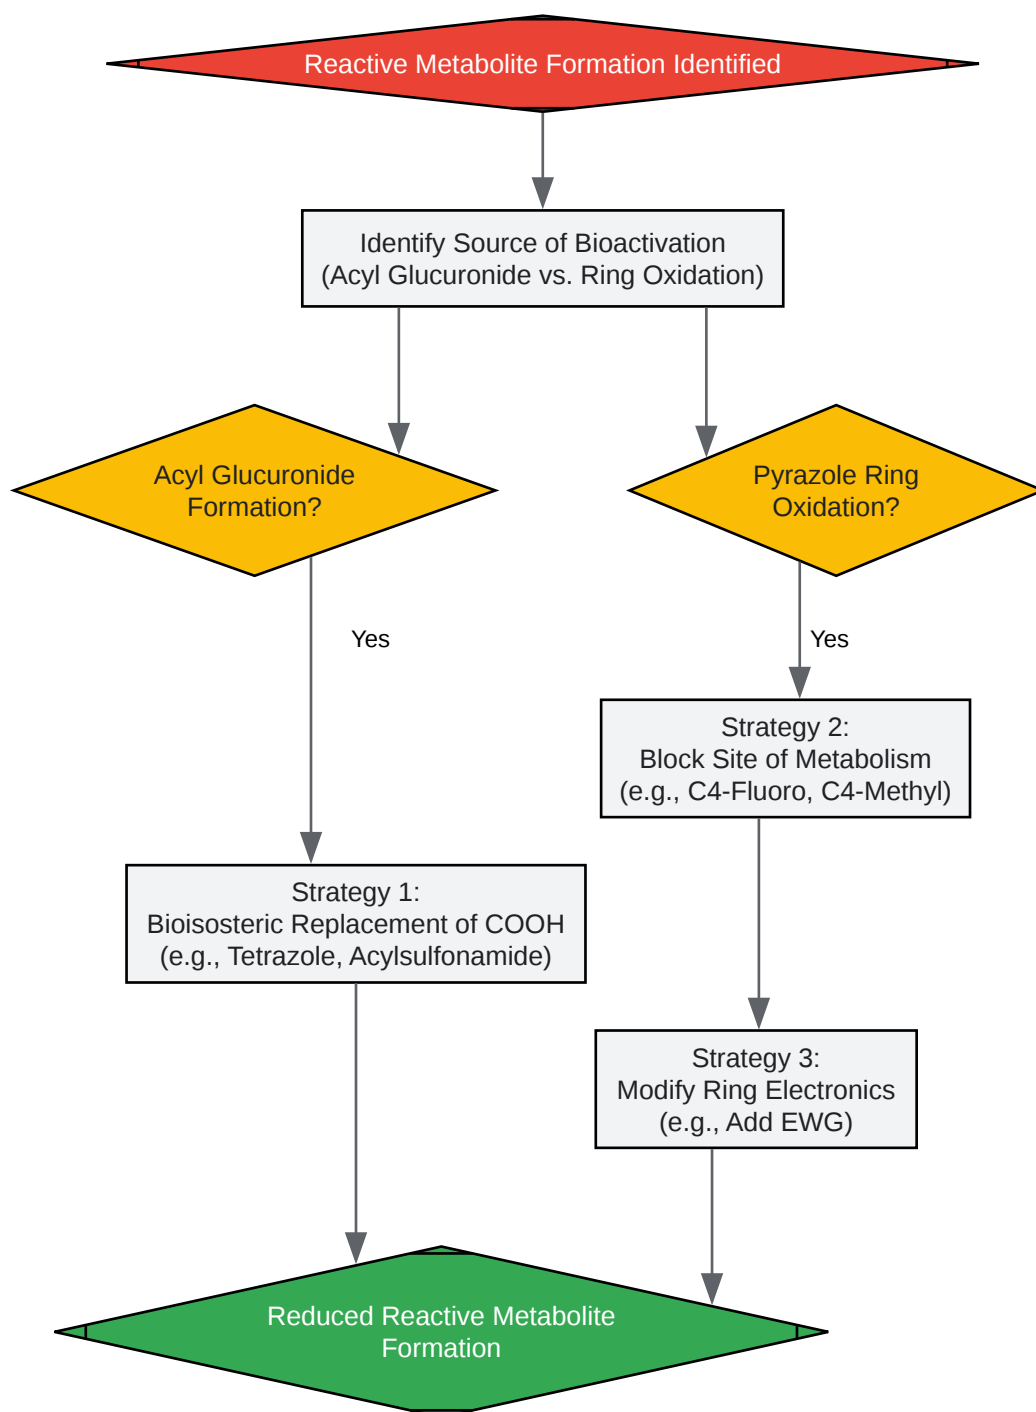 Reactive Metabolite Formation Identified
Identify Source of Bioactivation
(Acyl Glucuronide vs. Ring Oxidation)
Acyl Glucuronide
Formation?
Pyrazole Ring
Oxidation?
Yes
Yes
Strategy 2:
Block Site of Metabolism
(e.g., C4-Fluoro, C4-Methyl)
Strategy 1:
Bioisosteric Replacement of COOH
(e.g., Tetrazole, Acylsulfonamide)
Strategy 3:
Modify Ring Electronics
(e.g., Add EWG)
Reduced Reactive Metabolite
Formation